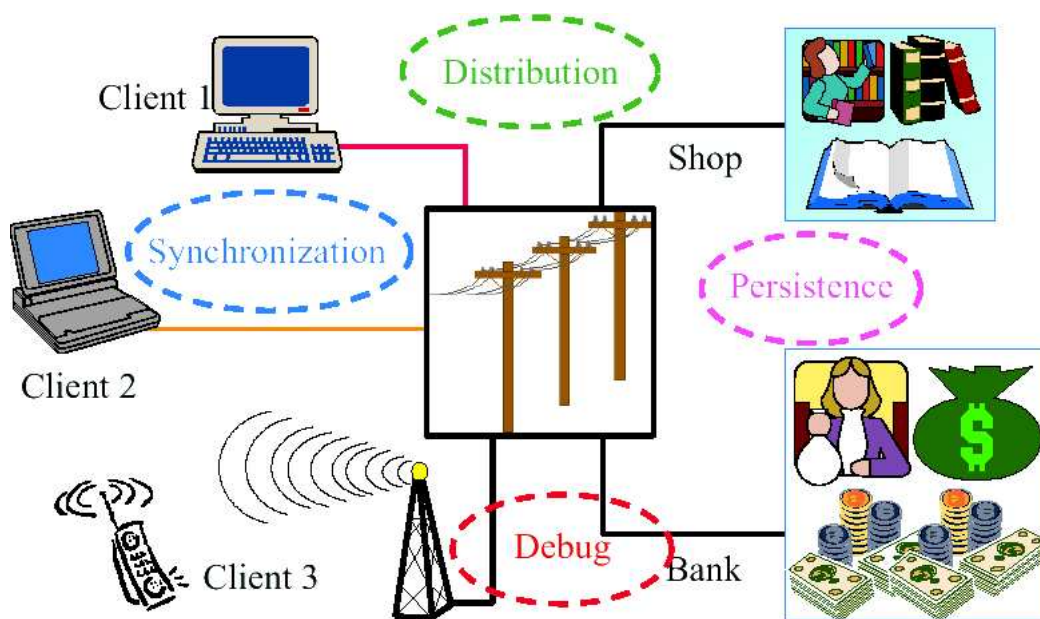 Distribution
Client 1
Shop
Synchronization
Persistence
Client 2
$
Client 3
Debug
Bank